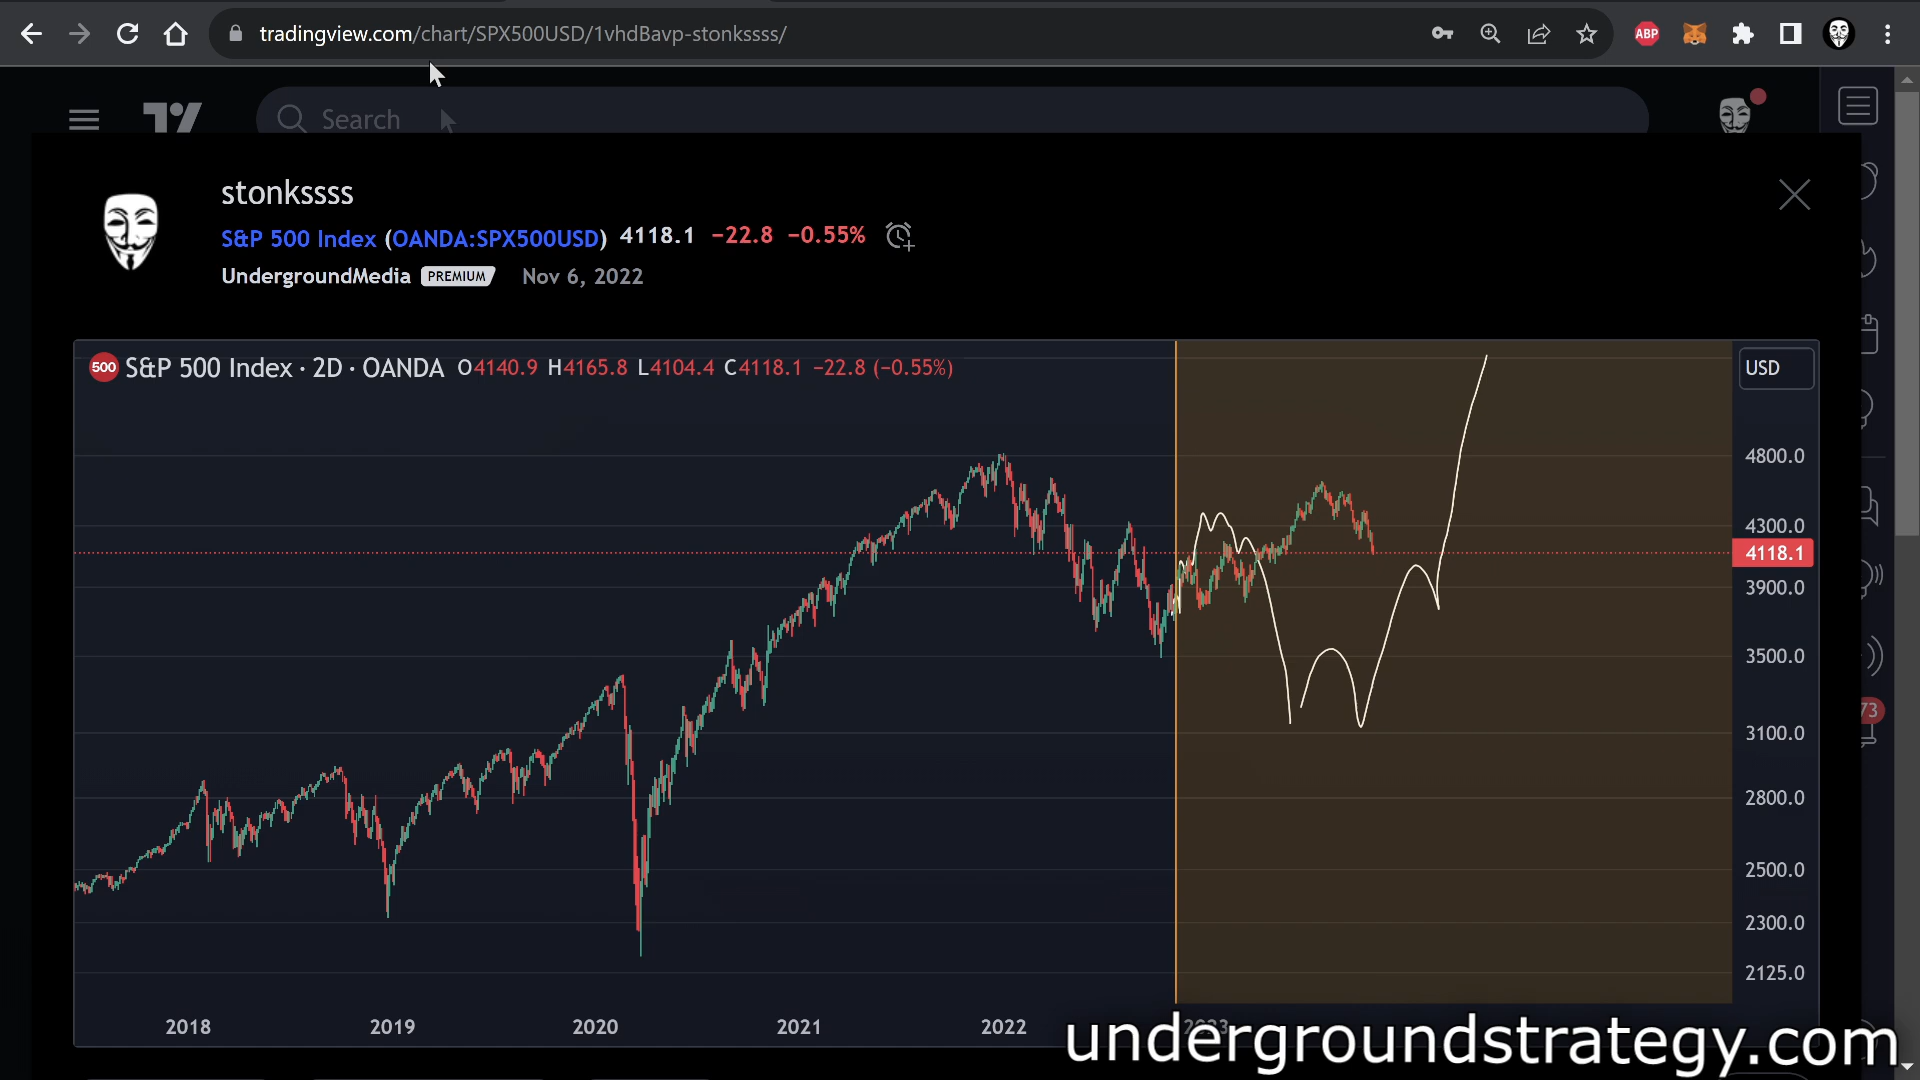 tradingview.com/chart/SPX500USD/1vhdBavp-stonkssss/
ABP
Search
stonkssss
S&P 500 Index (OANDA:SPX500USD) 4118.1 −22.8 −0.55%
UndergroundMedia PREMIUM Nov 6, 2022
500 S&P 500 Index · 2D · OANDA O4140.9 H4165.8 L4104.4 C4118.1 −22.8 (−0.55%)
USD
4800.0
4300.0
4118.1
3900.0
3500.0
73
3100.0
2800.0
2500.0
2300.0
2125.0
2018 2019 2020 2021 2022 2023
undergroundstrategy.com